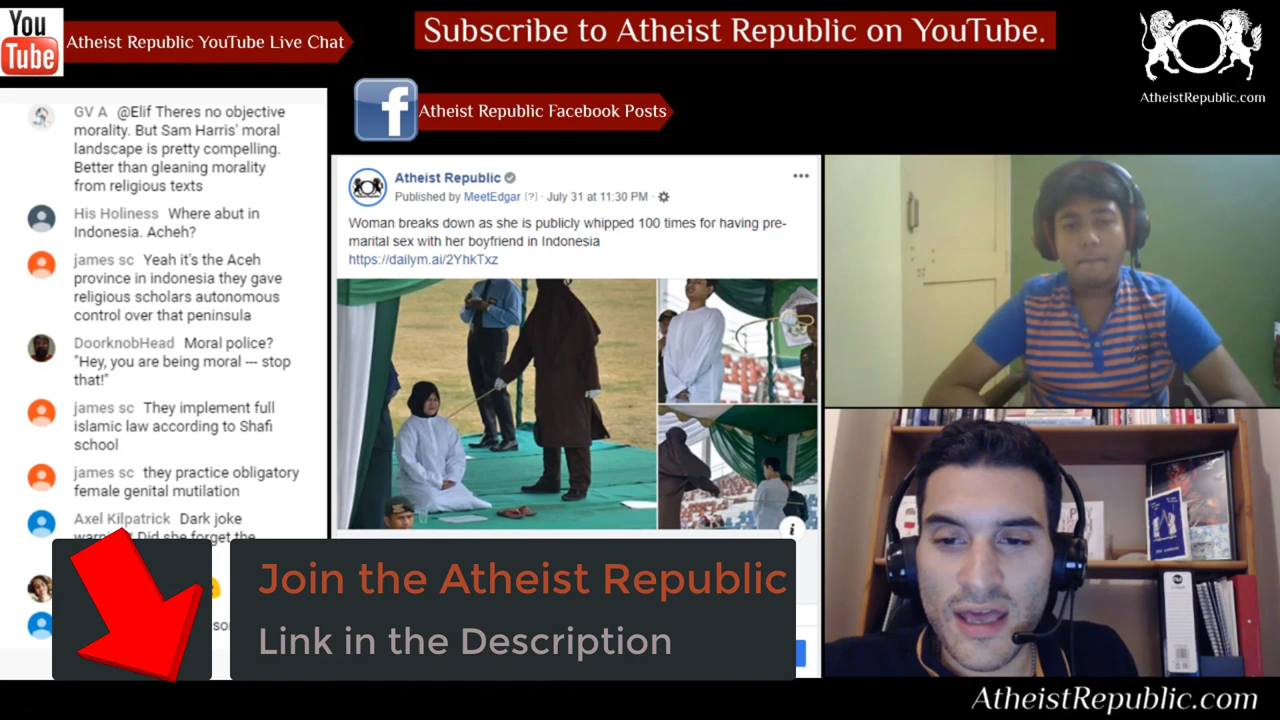 You
Tube
Atheist Republic YouTube Live Chat
Subscribe to Atheist Republic on YouTube.
AtheistRepublic.com
f
Atheist Republic Facebook Posts
GV A @Elif Theres no objective
morality. But Sam Harris' moral
landscape is pretty compelling.
Better than gleaning morality
from religious texts
His Holiness Where abut in
Indonesia. Acheh?
james sc Yeah it's the Aceh
province in indonesia they gave
religious scholars autonomous
control over that peninsula
DoorknobHead Moral police?
"Hey, you are being moral --- stop
that!"
james sc They implement full
islamic law according to Shafi
school
james sc they practice obligatory
female genital mutilation
Axel Kilpatrick Dark joke
Did she forget the
Atheist Republic
Published by MeetEdgar [?] · July 31 at 11:30 PM ·
Woman breaks down as she is publicly whipped 100 times for having pre-
marital sex with her boyfriend in Indonesia
https://dailym.ai/2YhkTxz
i
Join the Atheist Republic
Link in the Description
AtheistRepublic.com